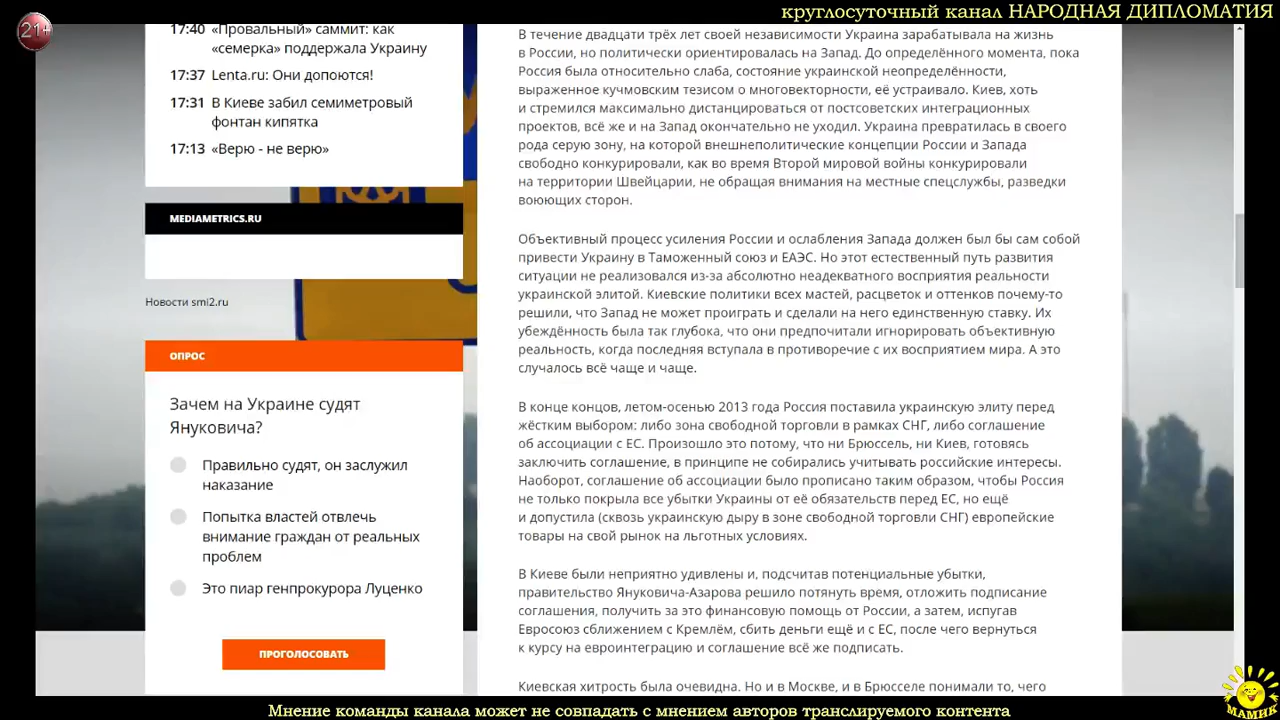 круглосуточный канал НАРОДНАЯ ДИПЛОМАТИЯ
21+
17:40 «Провальный» саммит: как
«семерка» поддержала Украину
17:37 Lenta.ru: Они допоются!
17:31 В Киеве забил семиметровый
фонтан кипятка
17:13 «Верю - не верю»
MEDIAMETRICS.RU
Новости smi2.ru
ОПРОС
Зачем на Украине судят
Януковича?
Правильно судят, он заслужил
наказание
Попытка властей отвлечь
внимание граждан от реальных
проблем
Это пиар генпрокурора Луценко
ПРОГОЛОСОВАТЬ
В течение двадцати трёх лет своей независимости Украина зарабатывала на жизнь
в России, но политически ориентировалась на Запад. До определённого момента, пока
Россия была относительно слаба, состояние украинской неопределённости,
выраженное кучмовским тезисом о многовекторности, её устраивало. Киев, хоть
и стремился максимально дистанцироваться от постсоветских интеграционных
проектов, всё же и на Запад окончательно не уходил. Украина превратилась в своего
рода серую зону, на которой внешнеполитические концепции России и Запада
свободно конкурировали, как во время Второй мировой войны конкурировали
на территории Швейцарии, не обращая внимания на местные спецслужбы, разведки
воюющих сторон.
Объективный процесс усиления России и ослабления Запада должен был бы сам собой
привести Украину в Таможенный союз и ЕАЭС. Но этот естественный путь развития
ситуации не реализовался из-за абсолютно неадекватного восприятия реальности
украинской элитой. Киевские политики всех мастей, расцветок и оттенков почему-то
решили, что Запад не может проиграть и сделали на него единственную ставку. Их
убеждённость была так глубока, что они предпочитали игнорировать объективную
реальность, когда последняя вступала в противоречие с их восприятием мира. А это
случалось всё чаще и чаще.
В конце концов, летом-осенью 2013 года Россия поставила украинскую элиту перед
жёстким выбором: либо зона свободной торговли в рамках СНГ, либо соглашение
об ассоциации с ЕС. Произошло это потому, что ни Брюссель, ни Киев, готовясь
заключить соглашение, в принципе не собирались учитывать российские интересы.
Наоборот, соглашение об ассоциации было прописано таким образом, чтобы Россия
не только покрыла все убытки Украины от её обязательств перед ЕС, но ещё
и допустила (сквозь украинскую дыру в зоне свободной торговли СНГ) европейские
товары на свой рынок на льготных условиях.
В Киеве были неприятно удивлены и, подсчитав потенциальные убытки,
правительство Януковича-Азарова решило потянуть время, отложить подписание
соглашения, получить за это финансовую помощь от России, а затем, испугав
Евросоюз сближением с Кремлём, сбить деньги ещё и с ЕС, после чего вернуться
к курсу на евроинтеграцию и соглашение всё же подписать.
Киевская хитрость была очевидна. Но и в Москве, и в Брюсселе понимали то, чего
МАМИК
Мнение команды канала может не совпадать с мнением авторов транслируемого контента